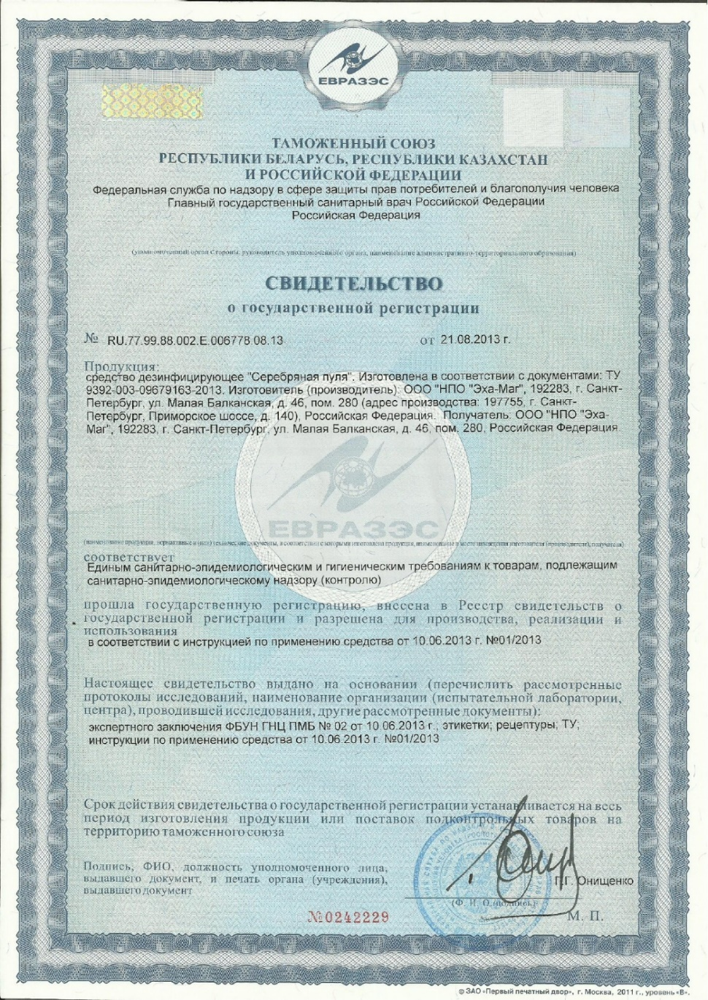 ЕВРАЗЭС
ТАМОЖЕННЫЙ СОЮЗ
РЕСПУБЛИКИ БЕЛАРУСЬ, РЕСПУБЛИКИ КАЗАХСТАН
И РОССИЙСКОЙ ФЕДЕРАЦИИ
Федеральная служба по надзору в сфере защиты прав потребителей и благополучия человека
Главный государственный санитарный врач Российской Федерации
Российская Федерация
(уполномоченный орган Стороны, руководитель уполномоченного органа, наименование административно-территориального образования)
СВИДЕТЕЛЬСТВО
о государственной регистрации
№ RU.77.99.88.002.Е.006778.08.13 от 21.08.2013 г.
Продукция:
средство дезинфицирующее "Серебряная пуля". Изготовлена в соответствии с документами: ТУ
9392-003-09679163-2013. Изготовитель (производитель): ООО "НПО "Эха-Маг", 192283, г. Санкт-
Петербург, ул. Малая Балканская, д. 46, пом. 280 (адрес производства: 197755, г. Санкт-
Петербург, Приморское шоссе, д. 140), Российская Федерация. Получатель: ООО "НПО "Эха-
Маг", 192283, г. Санкт-Петербург, ул. Малая Балканская, д. 46, пом. 280, Российская Федерация.
ЕВРАЗЭС
(наименование продукции, нормативные и (или) технические документы, в соответствии с которыми изготовлена продукция, наименование и место нахождения изготовителя (производителя), получателя)
соответствует
Единым санитарно-эпидемиологическим и гигиеническим требованиям к товарам, подлежащим
санитарно-эпидемиологическому надзору (контролю)
прошла государственную регистрацию, внесена в Реестр свидетельств о
государственной регистрации и разрешена для производства, реализации и
использования
в соответствии с инструкцией по применению средства от 10.06.2013 г. №01/2013
Настоящее свидетельство выдано на основании (перечислить рассмотренные
протоколы исследований, наименование организации (испытательной лаборатории,
центра), проводившей исследования, другие рассмотренные документы):
экспертного заключения ФБУН ГНЦ ПМБ № 02 от 10.06.2013 г.; этикетки; рецептуры; ТУ;
инструкции по применению средства от 10.06.2013 г. №01/2013
Срок действия свидетельства о государственной регистрации устанавливается на весь
период изготовления продукции или поставок подконтрольных товаров на
территорию таможенного союза
Подпись, ФИО, должность уполномоченного лица,
выдавшего документ, и печать органа (учреждения),
выдавшего документ
Г.Г. Онищенко
(Ф. И. О./подпись)
№0242229
М. П.
© ЗАО «Первый печатный двор», г. Москва, 2011 г., уровень «В».